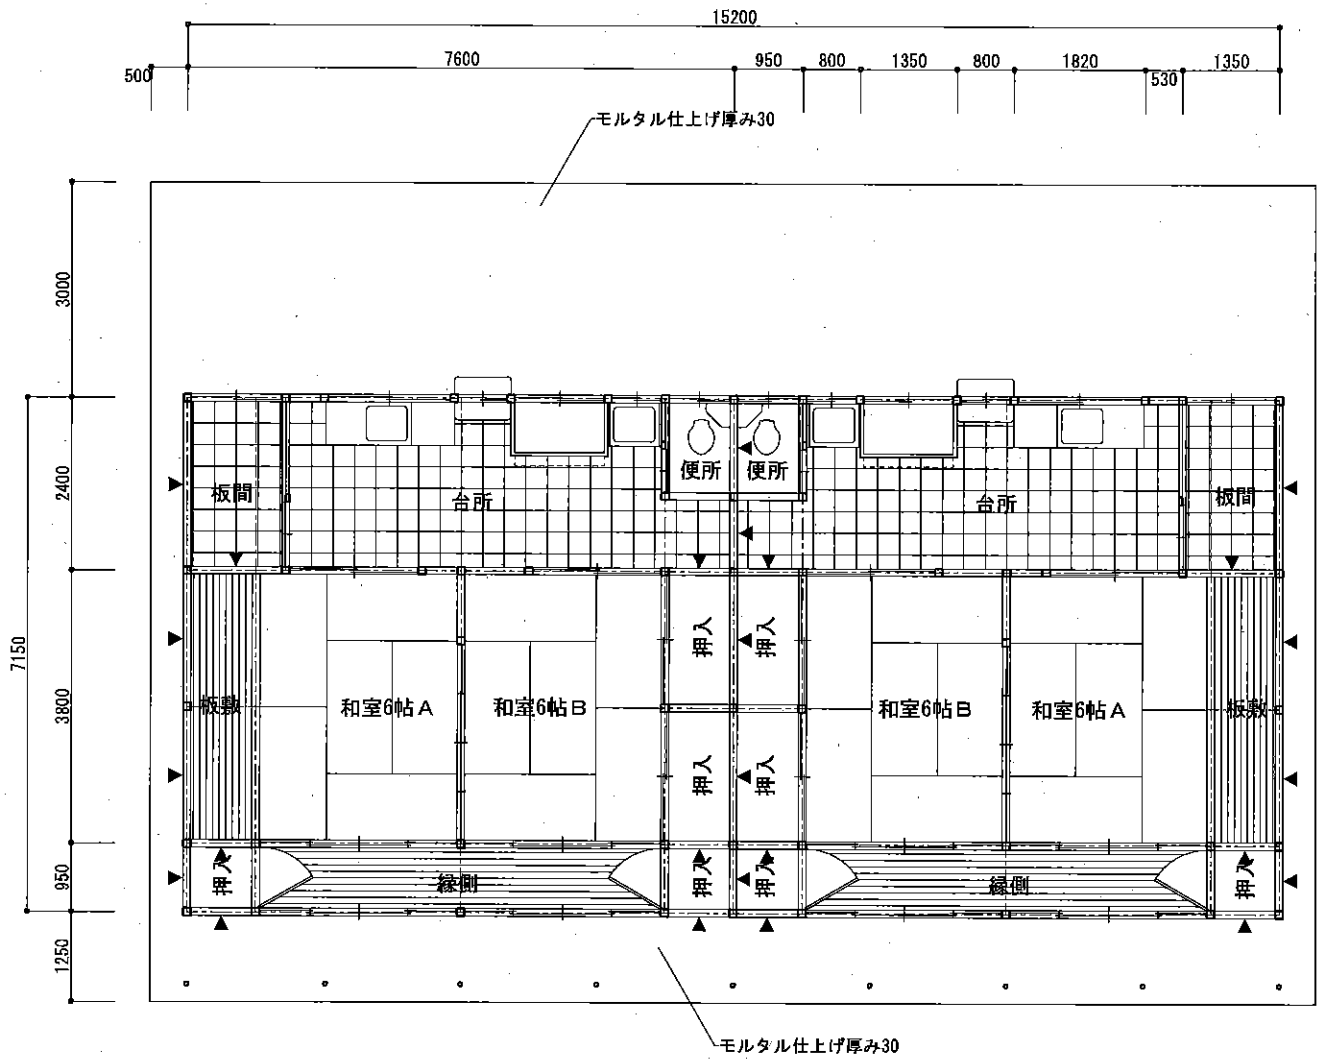 15200
500
7600
950
800
1350
800
1820
530
1350
モルタル仕上げ厚み30
3000
2400
7150
3800
950
1250
板間
台所
便所
便所
台所
板間
板敷
和室6帖A
和室6帖B
押入
押入
和室6帖B
和室6帖A
板敷
押入
押入
押入
縁側
押入
押入
縁側
押入
モルタル仕上げ厚み30